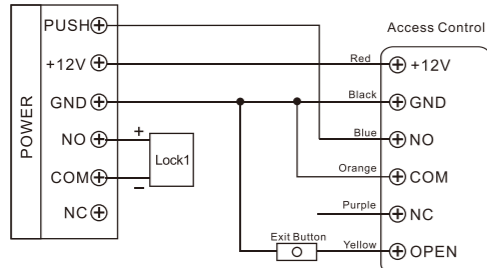 Access Control
POWER
PUSH
+12V
GND
NO
COM
NC
+
Lock1
–
Red
Black
Blue
Orange
Purple
Exit Button
Yellow
+12V
GND
NO
COM
NC
OPEN